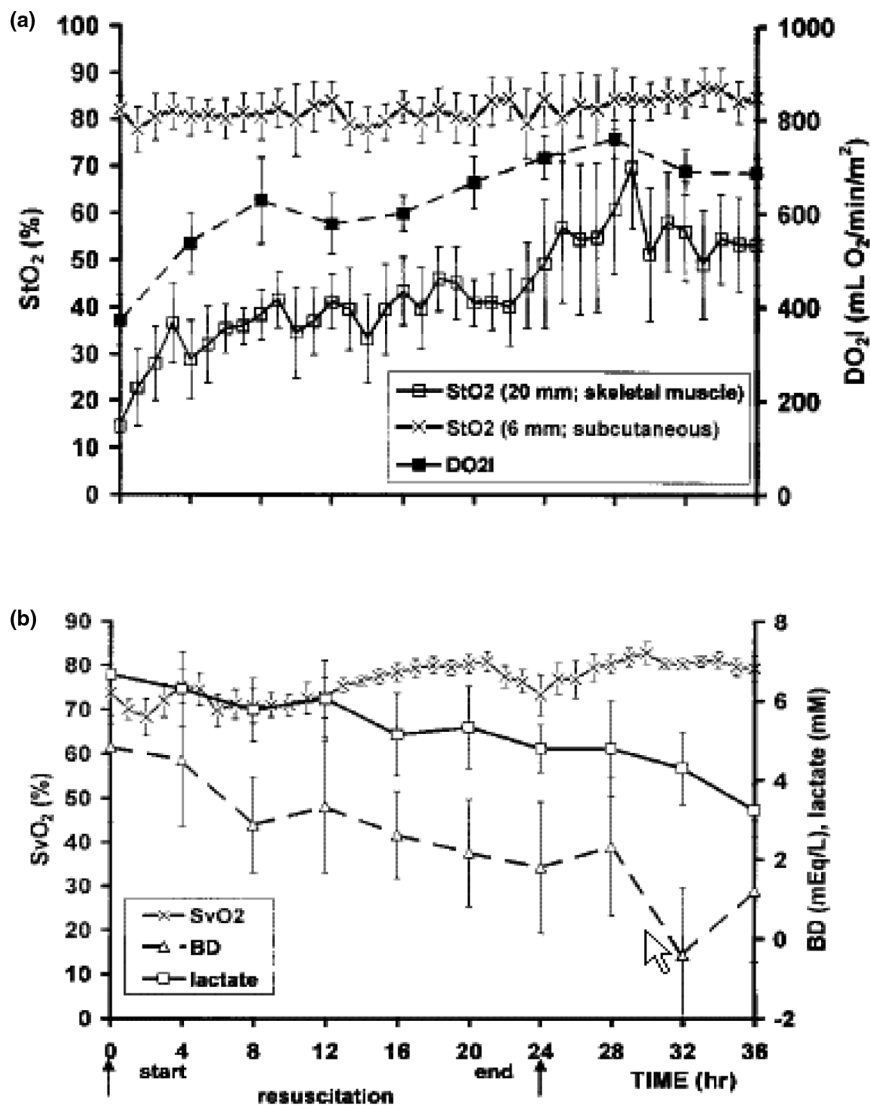 (a)
100
90
80
70
60
50
40
30
20
10
0
StO2 (%)
1000
800
600
400
200
0
DO2I (mL O2/min/m2)
StO2 (20 mm; skeletal muscle)
StO2 (6 mm; subcutaneous)
DO2I
(b)
90
80
70
60
50
40
30
20
10
0
SvO2 (%)
8
6
4
2
0
-2
BD (mEq/L), lactate (mM)
SvO2
BD
lactate
0 4 8 12 16 20 24 28 32 36
start end TIME (hr)
resuscitation